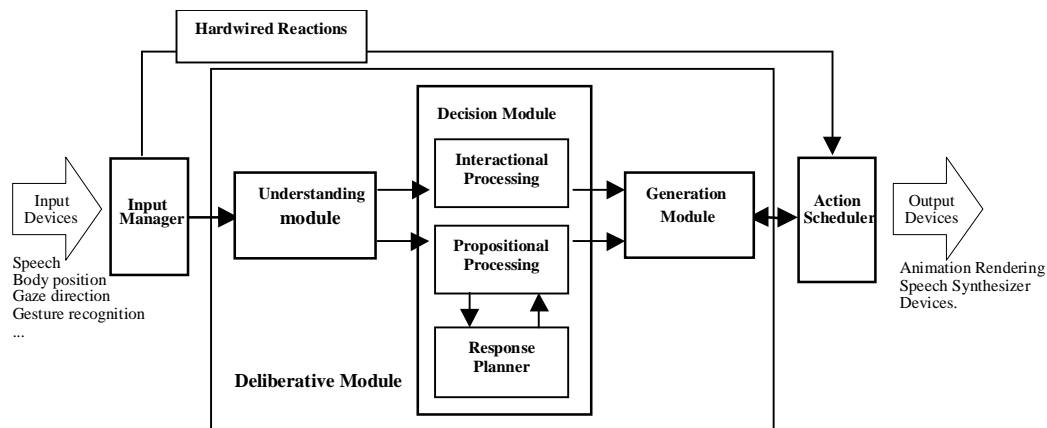 Hardwired Reactions
Decision Module
Interactional
Processing
Input
Devices
Input
Manager
Understanding
module
Generation
Module
Action
Scheduler
Output
Devices
Propositional
Processing
Speech
Body position
Gaze direction
Gesture recognition
...
Animation Rendering
Speech Synthesizer
Devices.
Response
Planner
Deliberative Module